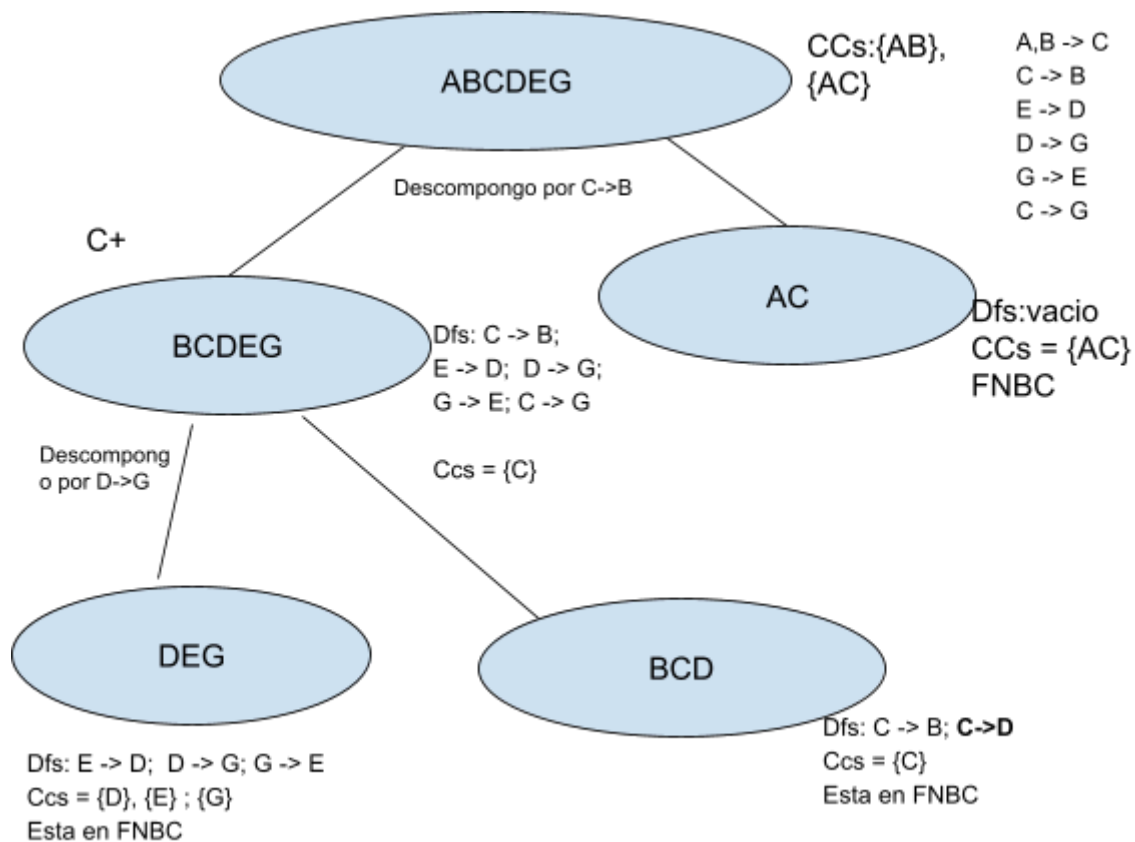 ABCDEG
CCs:{AB},
{AC}
A,B -> C
C -> B
E -> D
D -> G
G -> E
C -> G
Descompongo por C->B
C+
BCDEG
Dfs: C -> B;
E -> D;  D -> G;
G -> E; C -> G
Ccs = {C}
AC
Dfs:vacio
CCs = {AC}
FNBC
Descompong
o por D->G
DEG
Dfs: E -> D;  D -> G; G -> E
Ccs = {D}, {E} ; {G}
Esta en FNBC
BCD
Dfs: C -> B; C->D
Ccs = {C}
Esta en FNBC